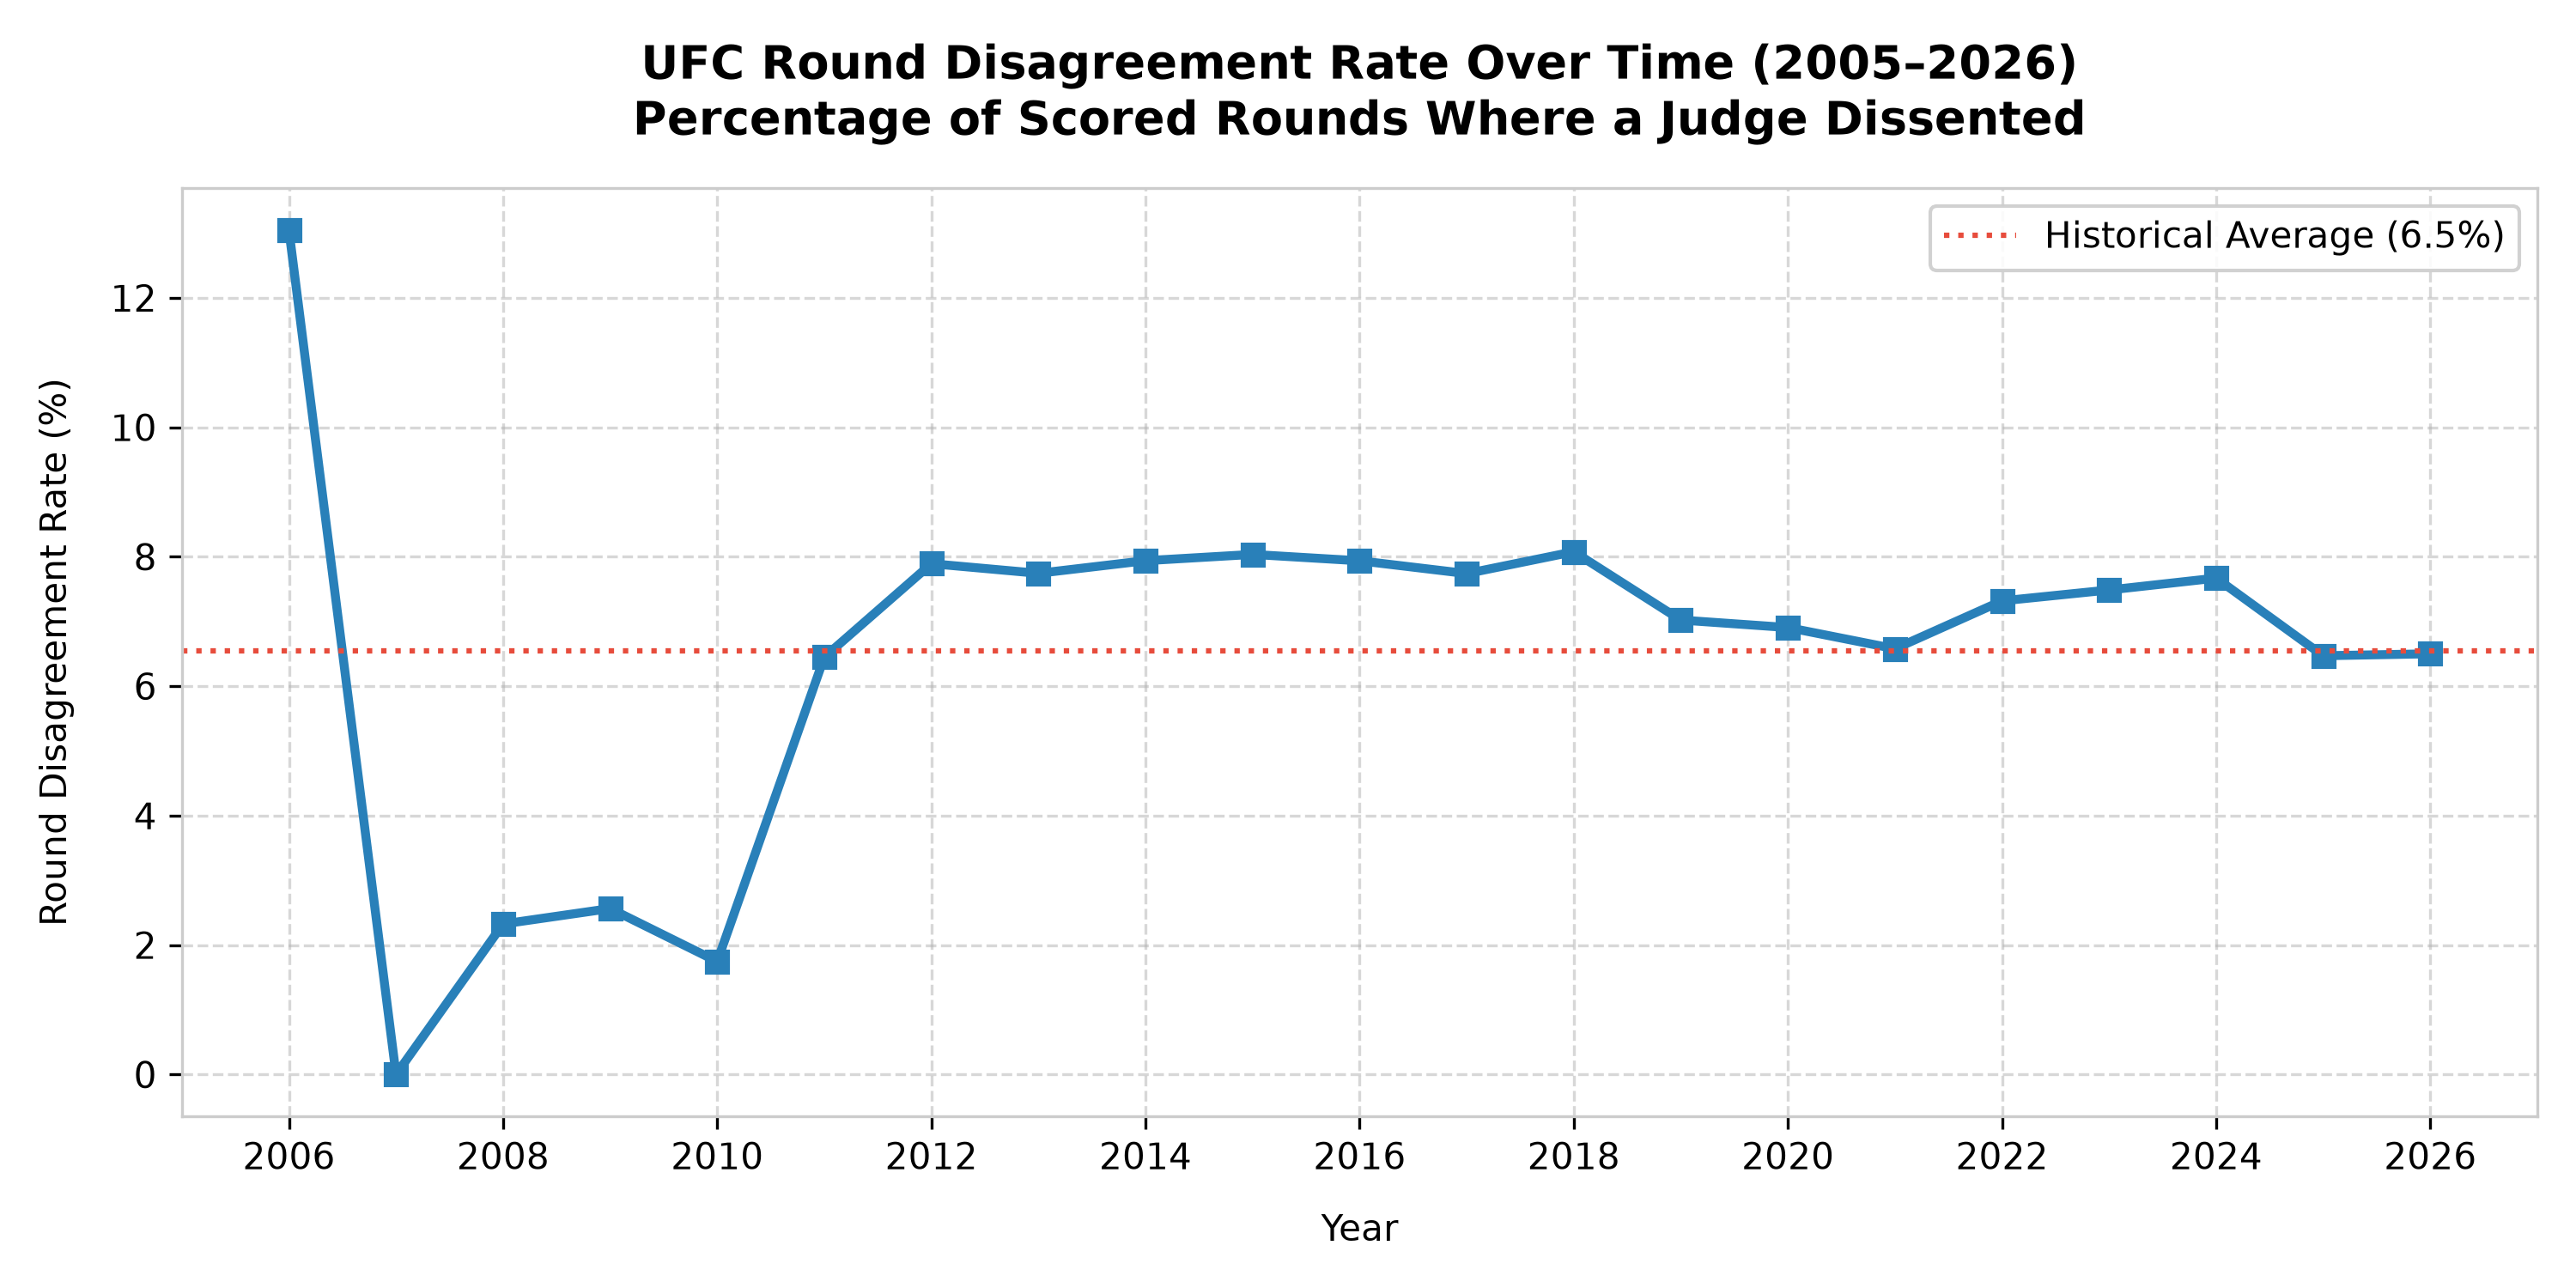 UFC Round Disagreement Rate Over Time (2005–2026)
Percentage of Scored Rounds Where a Judge Dissented
Historical Average (6.5%)
Round Disagreement Rate (%)
12
10
8
6
4
2
0
2006 2008 2010 2012 2014 2016 2018 2020 2022 2024 2026
Year